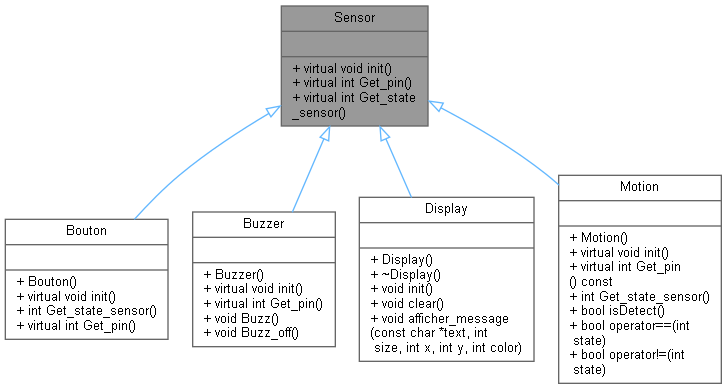 Sensor
+ virtual void init()
+ virtual int Get_pin()
+ virtual int Get_state
_sensor()
Bouton
+ Bouton()
+ virtual void init()
+ int Get_state_sensor()
+ virtual int Get_pin()
Buzzer
+ Buzzer()
+ virtual void init()
+ virtual int Get_pin()
+ void Buzz()
+ void Buzz_off()
Display
+ Display()
+ ~Display()
+ void init()
+ void clear()
+ void afficher_message
(const char *text, int
size, int x, int y, int color)
Motion
+ Motion()
+ virtual void init()
+ virtual int Get_pin
() const
+ int Get_state_sensor()
+ bool isDetect()
+ bool operator==(int
state)
+ bool operator!=(int
state)